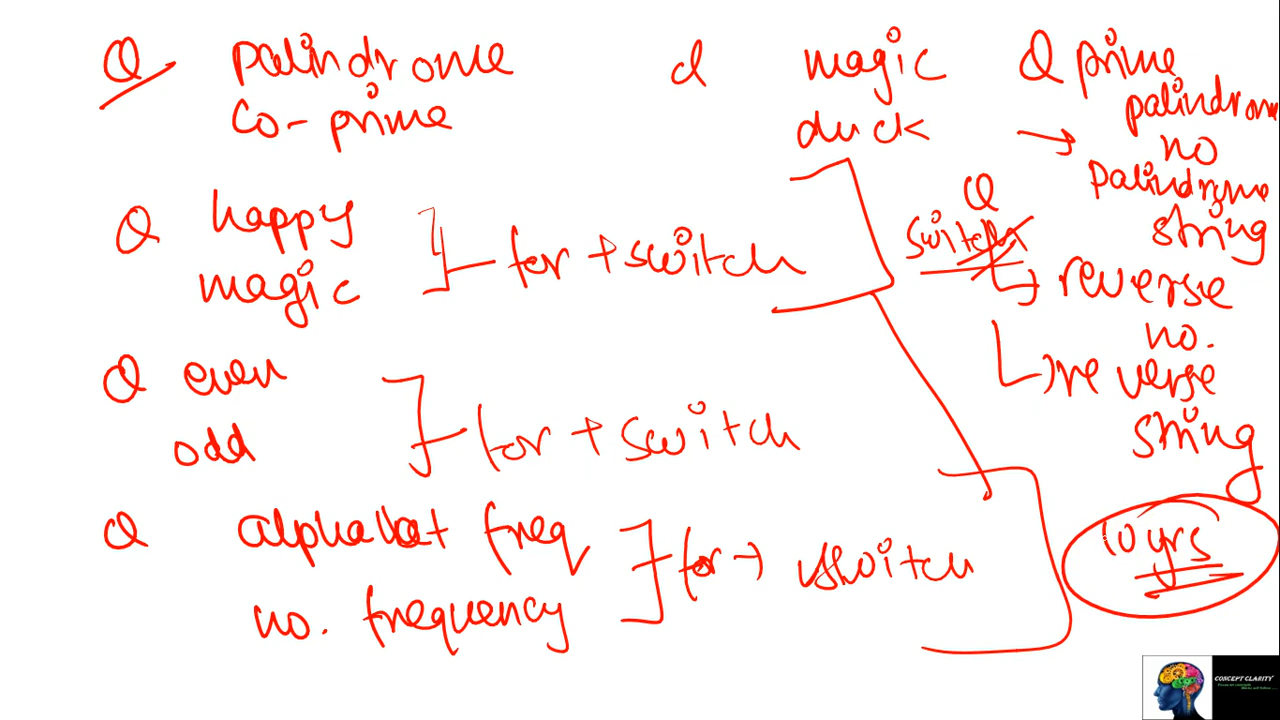 Q palindrome
co-prime
Q happy
magic
for + switch
Q even
odd
for + switch
Q alphabat freq
no. frequency
for → switch
Q magic
duck
Q prime
palindrome
no
palindrome
string
Q
switch
reverse
no.
reverse
string
10 yrs
CONCEPT CLARITY